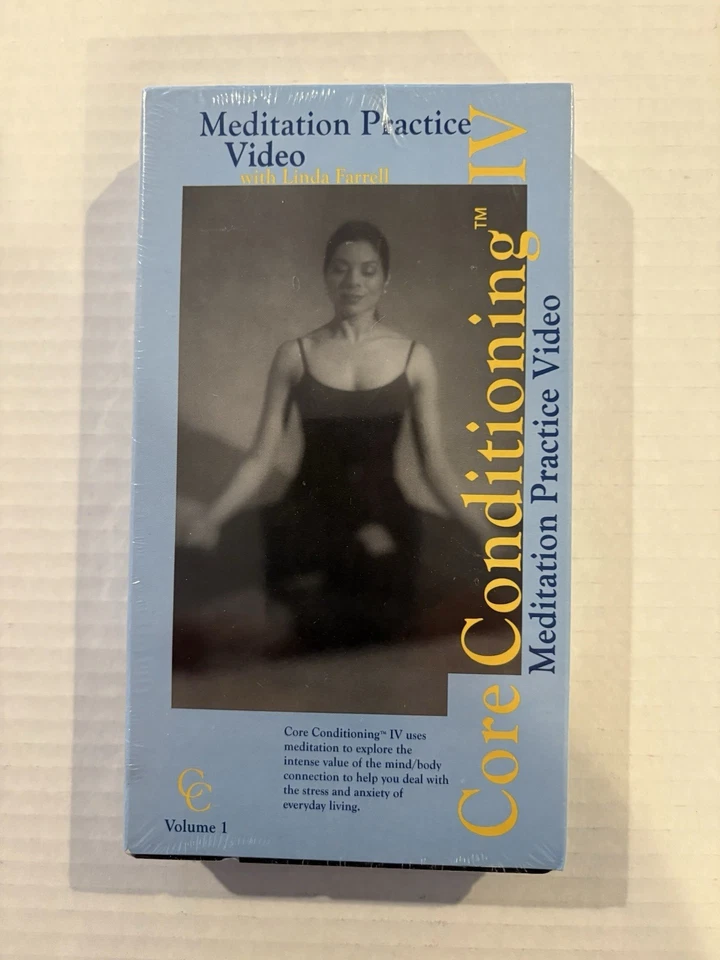 Meditation Practice
Video
with Linda Farrell
Core Conditioning™ IV
Meditation Practice Video
Core Conditioning™ IV uses
meditation to explore the
intense value of the mind/body
connection to help you deal with
the stress and anxiety of
everyday living.
CC
Volume 1